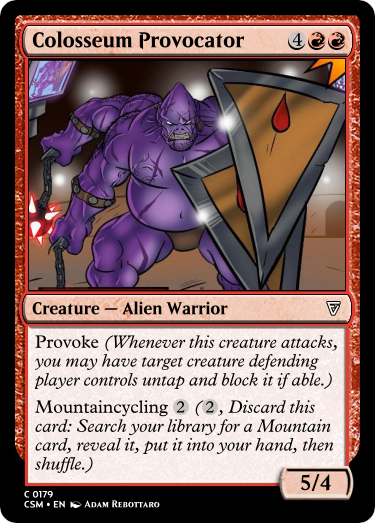 Colosseum Provocator 4
Creature — Alien Warrior
Provoke (Whenever this creature attacks,
you may have target creature defending
player controls untap and block it if able.)
Mountaincycling 2 (2, Discard this
card: Search your library for a Mountain
card, reveal it, put it into your hand, then
shuffle.)
5/4
C 0179
CSM • EN Adam Rebottaro